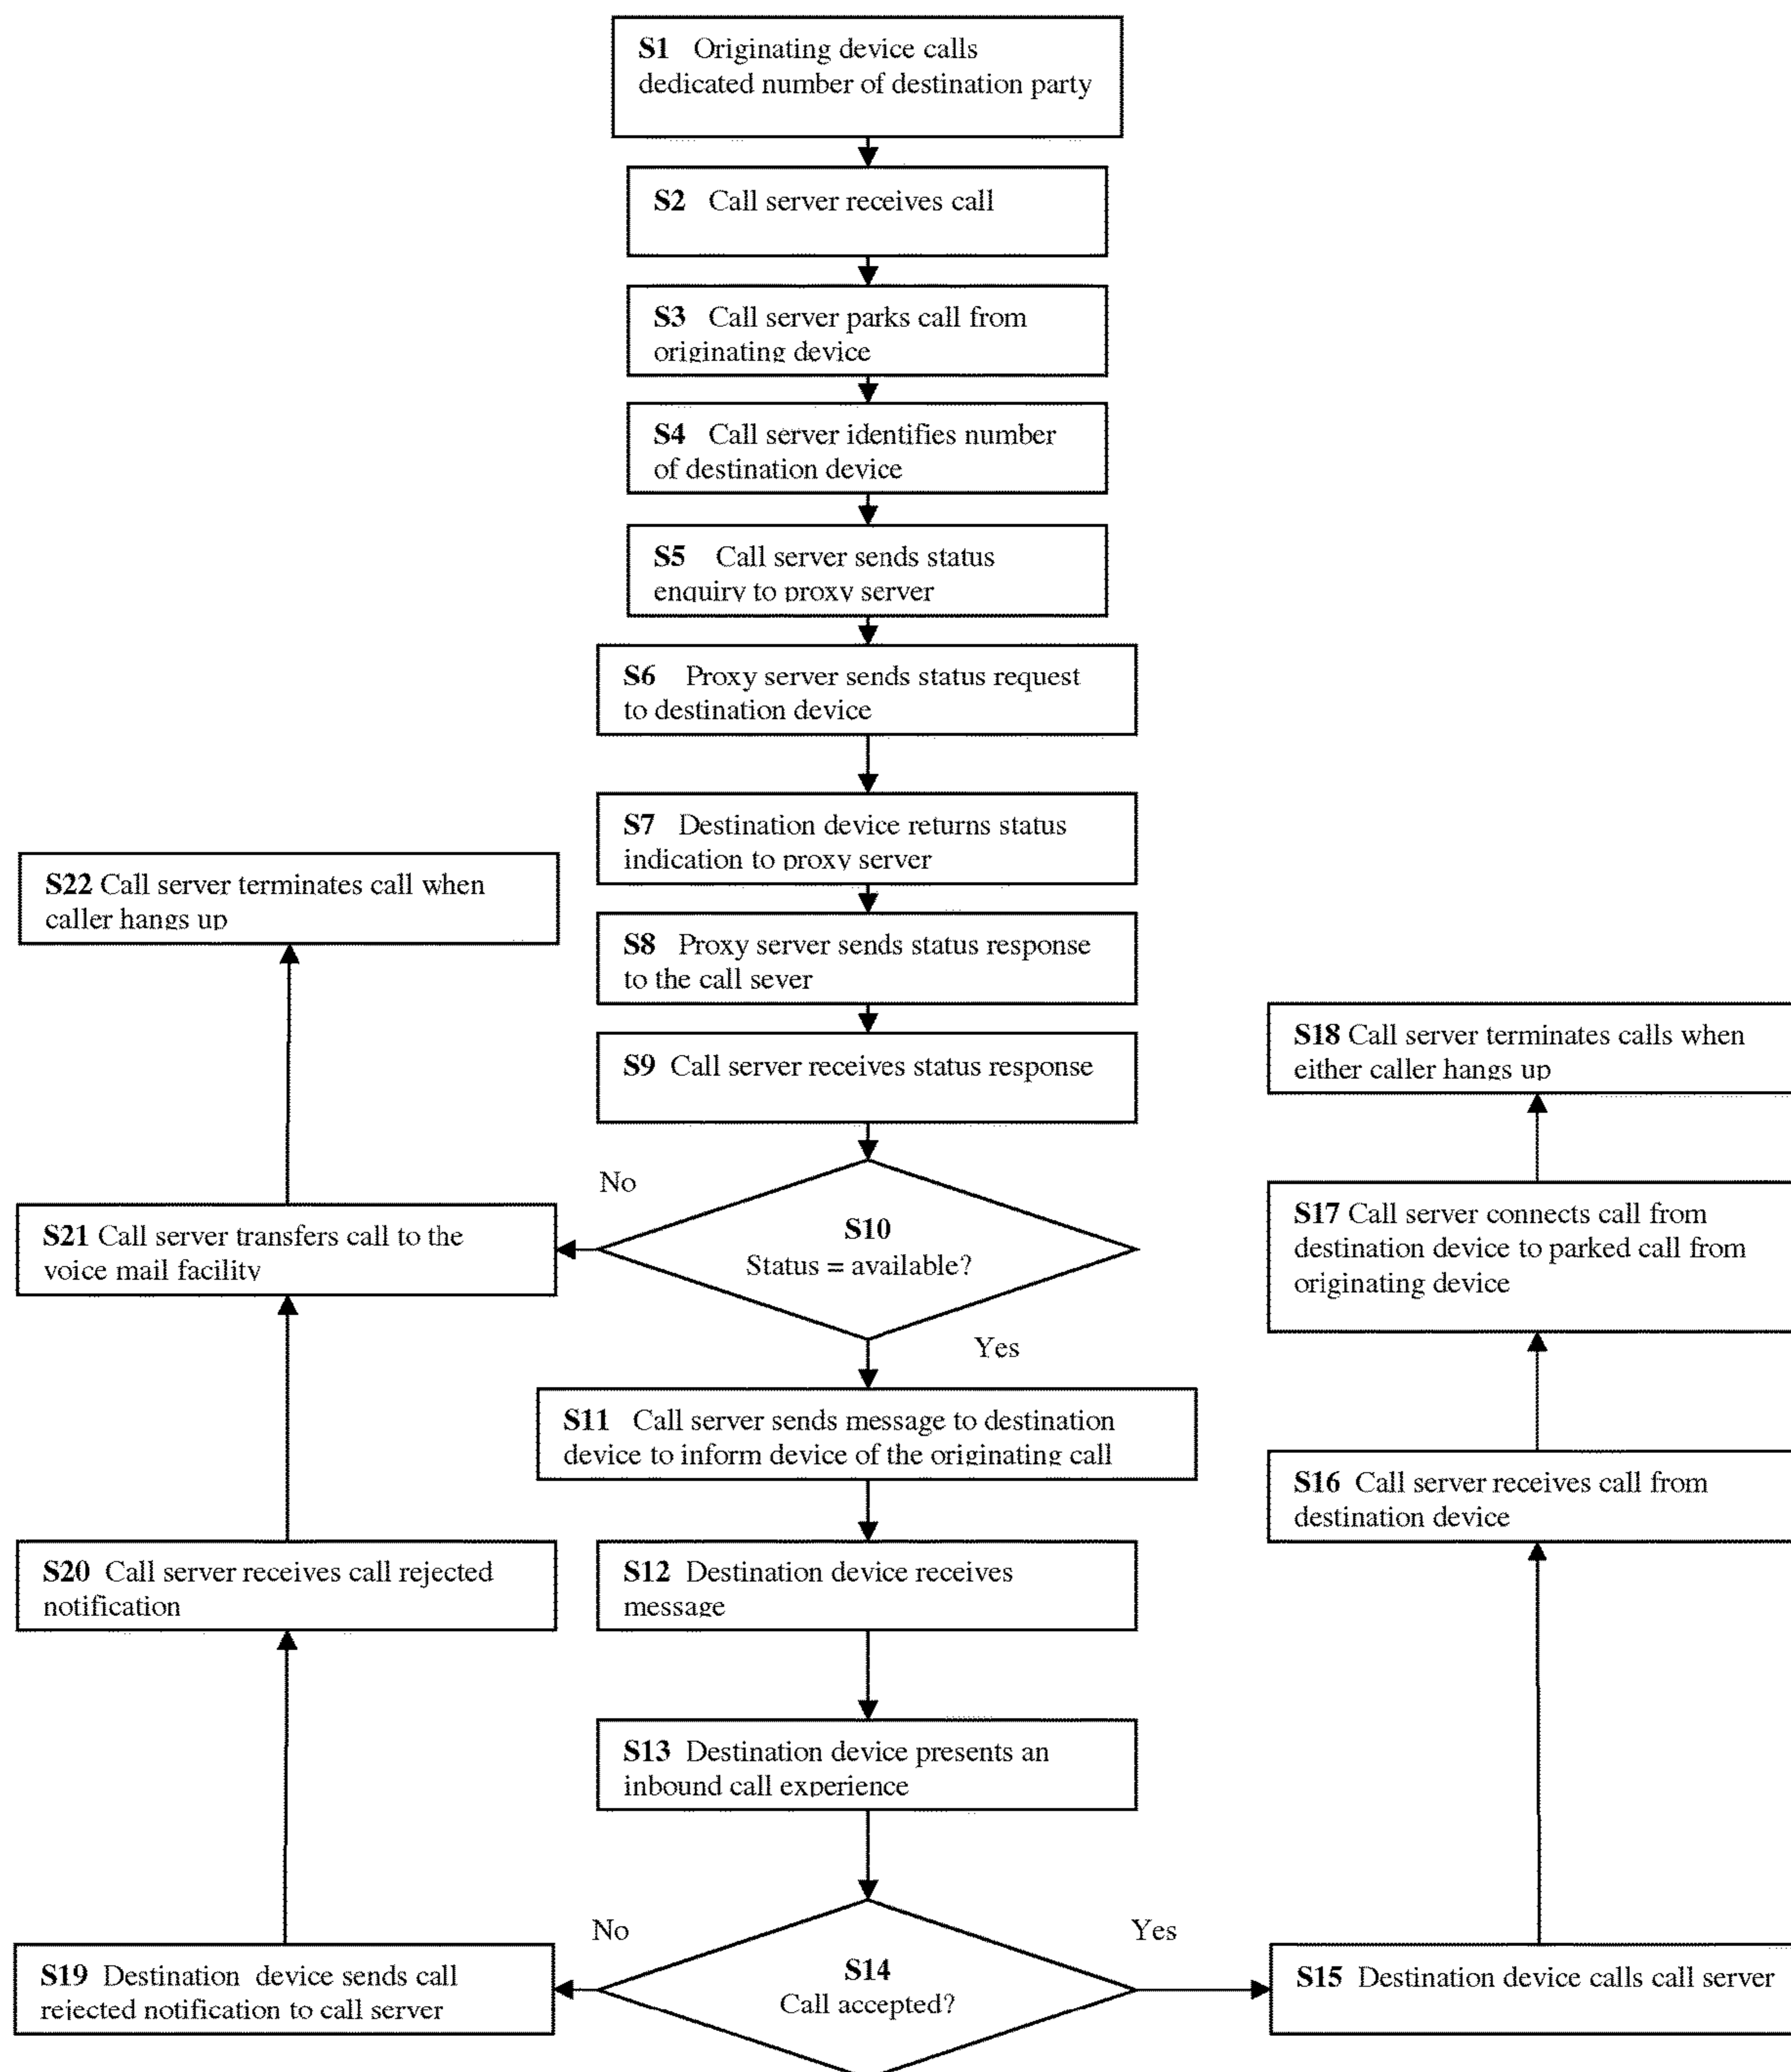 S1 Originating device calls
dedicated number of destination party
S2 Call server receives call
S3 Call server parks call from
originating device
S4 Call server identifies number
of destination device
S5 Call server sends status
enquiry to proxy server
S6 Proxy server sends status request
to destination device
S7 Destination device returns status
indication to proxy server
S22 Call server terminates call when
caller hangs up
S8 Proxy server sends status response
to the call sever
S9 Call server receives status response
S18 Call server terminates calls when
either caller hangs up
No
S10
Status = available?
S21 Call server transfers call to the
voice mail facility
S17 Call server connects call from
destination device to parked call from
originating device
Yes
S11 Call server sends message to destination
device to inform device of the originating call
S16 Call server receives call from
destination device
S20 Call server receives call rejected
notification
S12 Destination device receives
message
S13 Destination device presents an
inbound call experience
No
Yes
S14
Call accepted?
S19 Destination device sends call
rejected notification to call server
S15 Destination device calls call server